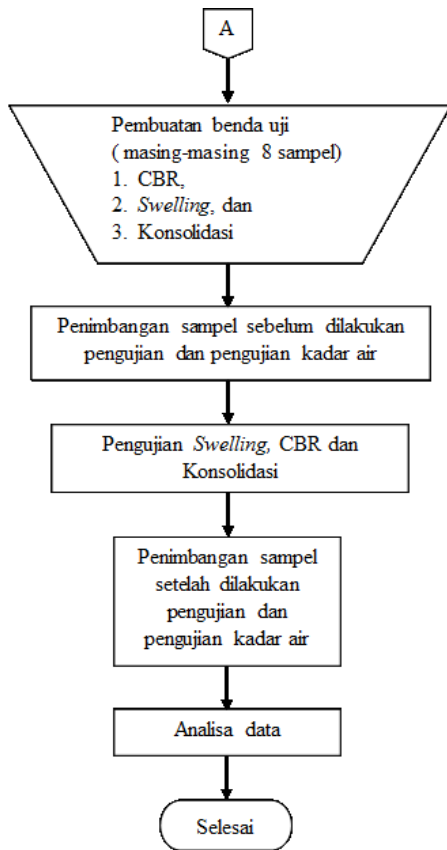 A
Pembuatan benda uji
( masing-masing 8 sampel)
1. CBR,
2. Swelling, dan
3. Konsolidasi
Penimbangan sampel sebelum dilakukan
pengujian dan pengujian kadar air
Pengujian Swelling, CBR dan
Konsolidasi
Penimbangan sampel
setelah dilakukan
pengujian dan
pengujian kadar air
Analisa data
Selesai